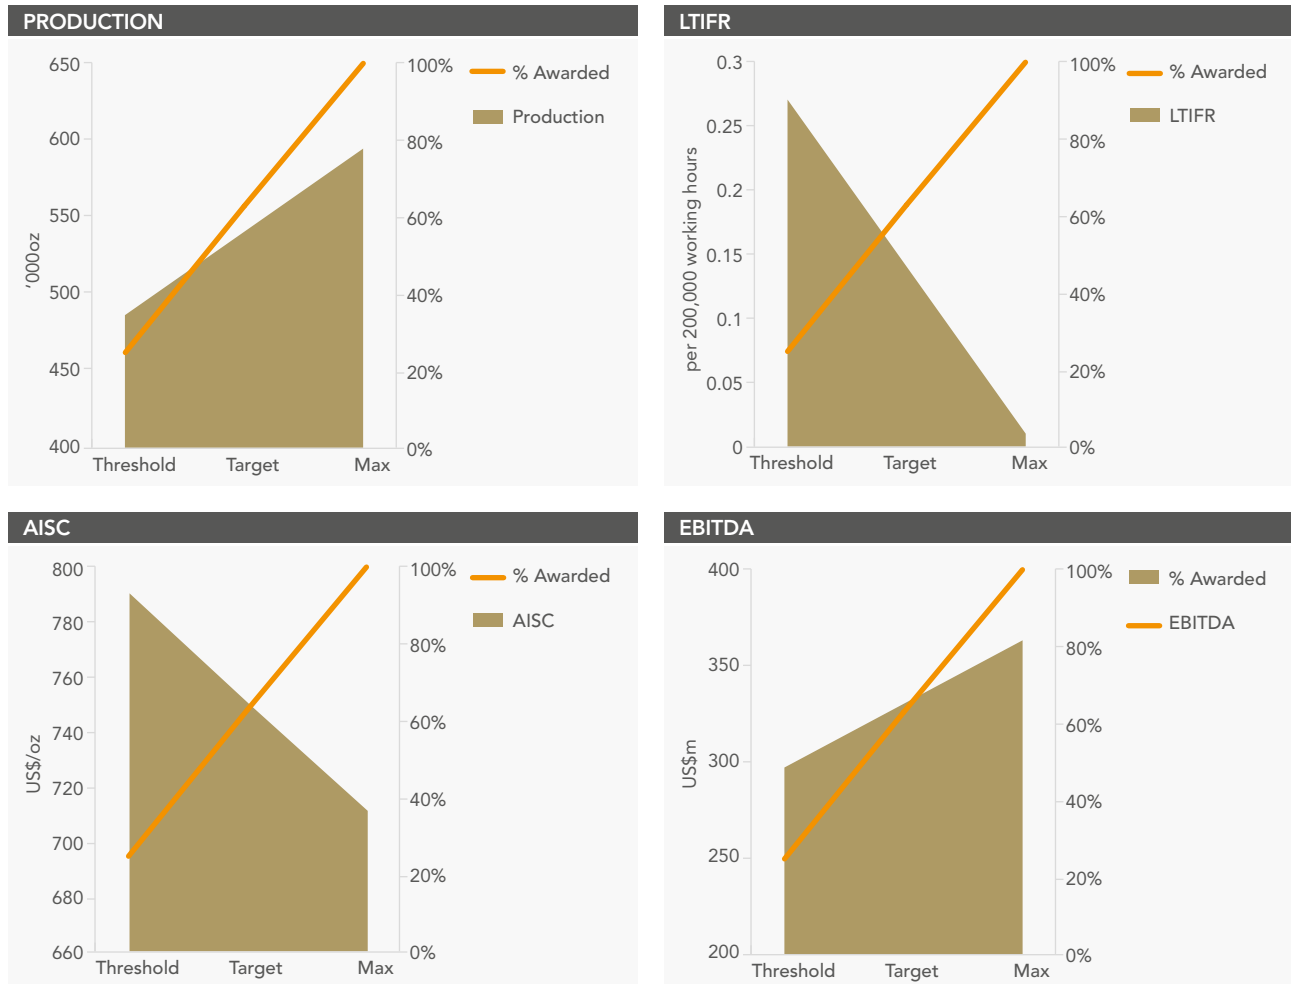 PRODUCTION
650
600
550
500
450
400
'000oz
100%
80%
60%
40%
20%
0%
Threshold Target Max
% Awarded
Production
LTIFR
0.3
0.25
0.2
0.15
0.1
0.05
0
per 200,000 working hours
100%
80%
60%
40%
20%
0%
Threshold Target Max
% Awarded
LTIFR
AISC
800
780
760
740
720
700
680
660
US$/oz
100%
80%
60%
40%
20%
0%
Threshold Target Max
% Awarded
AISC
EBITDA
400
350
300
250
200
US$m
100%
80%
60%
40%
20%
0%
Threshold Target Max
% Awarded
EBITDA